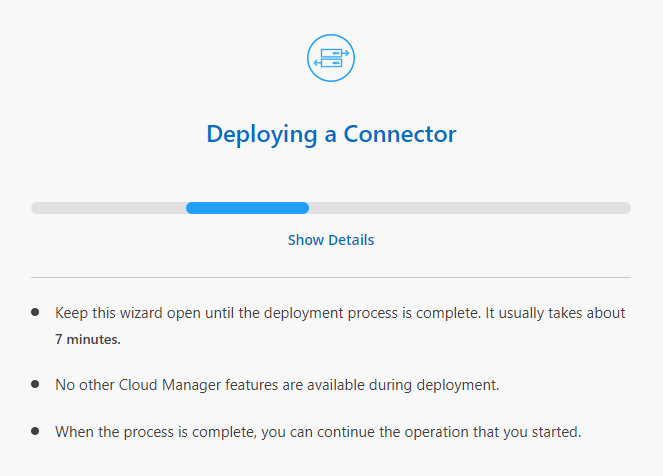 Deploying a Connector
Show Details
Keep this wizard open until the deployment process is complete. It usually takes about
7 minutes.
No other Cloud Manager features are available during deployment.
When the process is complete, you can continue the operation that you started.